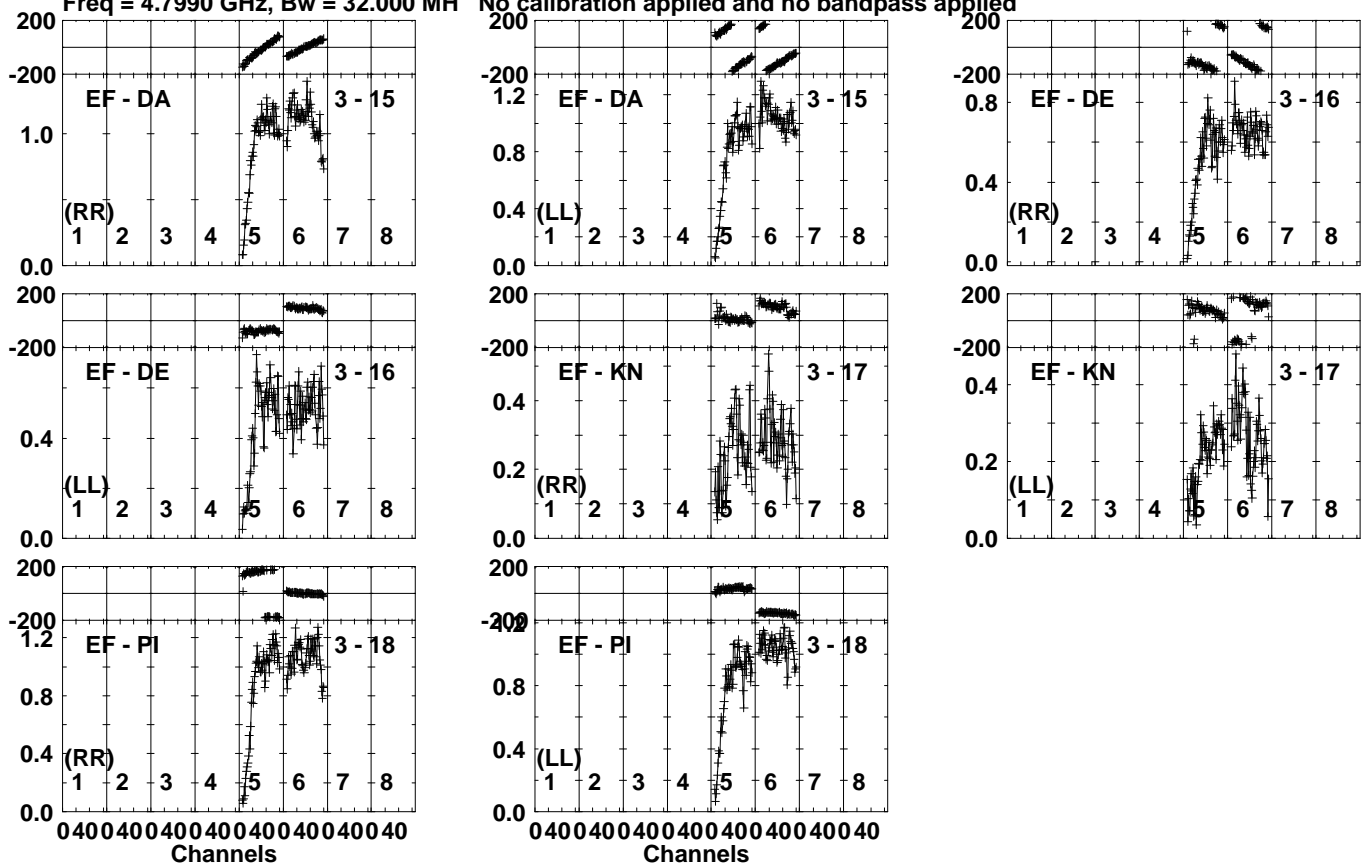 Freq = 4.7990 GHz, Bw = 32.000 MH No calibration applied and no bandpass applied
200
-200
EF - DA 3 - 15
1.0
(RR)
1 2 3 4 5 6 7 8
0.0
200
-200
1.2
EF - DA 3 - 15
0.8
0.4
(LL)
1 2 3 4 5 6 7 8
0.0
200
-200
EF - DE 3 - 16
0.8
0.4
(RR)
1 2 3 4 5 6 7 8
0.0
200
-200
EF - DE 3 - 16
0.4
(LL)
1 2 3 4 5 6 7 8
0.0
200
-200
EF - KN 3 - 17
0.4
0.2
(RR)
1 2 3 4 5 6 7 8
0.0
200
-200
EF - KN 3 - 17
0.4
0.2
(LL)
1 2 3 4 5 6 7 8
0.0
200
-200
1.2
EF - PI 3 - 18
0.8
0.4
(RR)
1 2 3 4 5 6 7 8
0.0
0 40 0 40 0 40 0 40 0 40 0 40 0 40 0 40
Channels
200
-200
1.2
EF - PI 3 - 18
0.8
0.4
(LL)
1 2 3 4 5 6 7 8
0.0
0 40 0 40 0 40 0 40 0 40 0 40 0 40 0 40
Channels